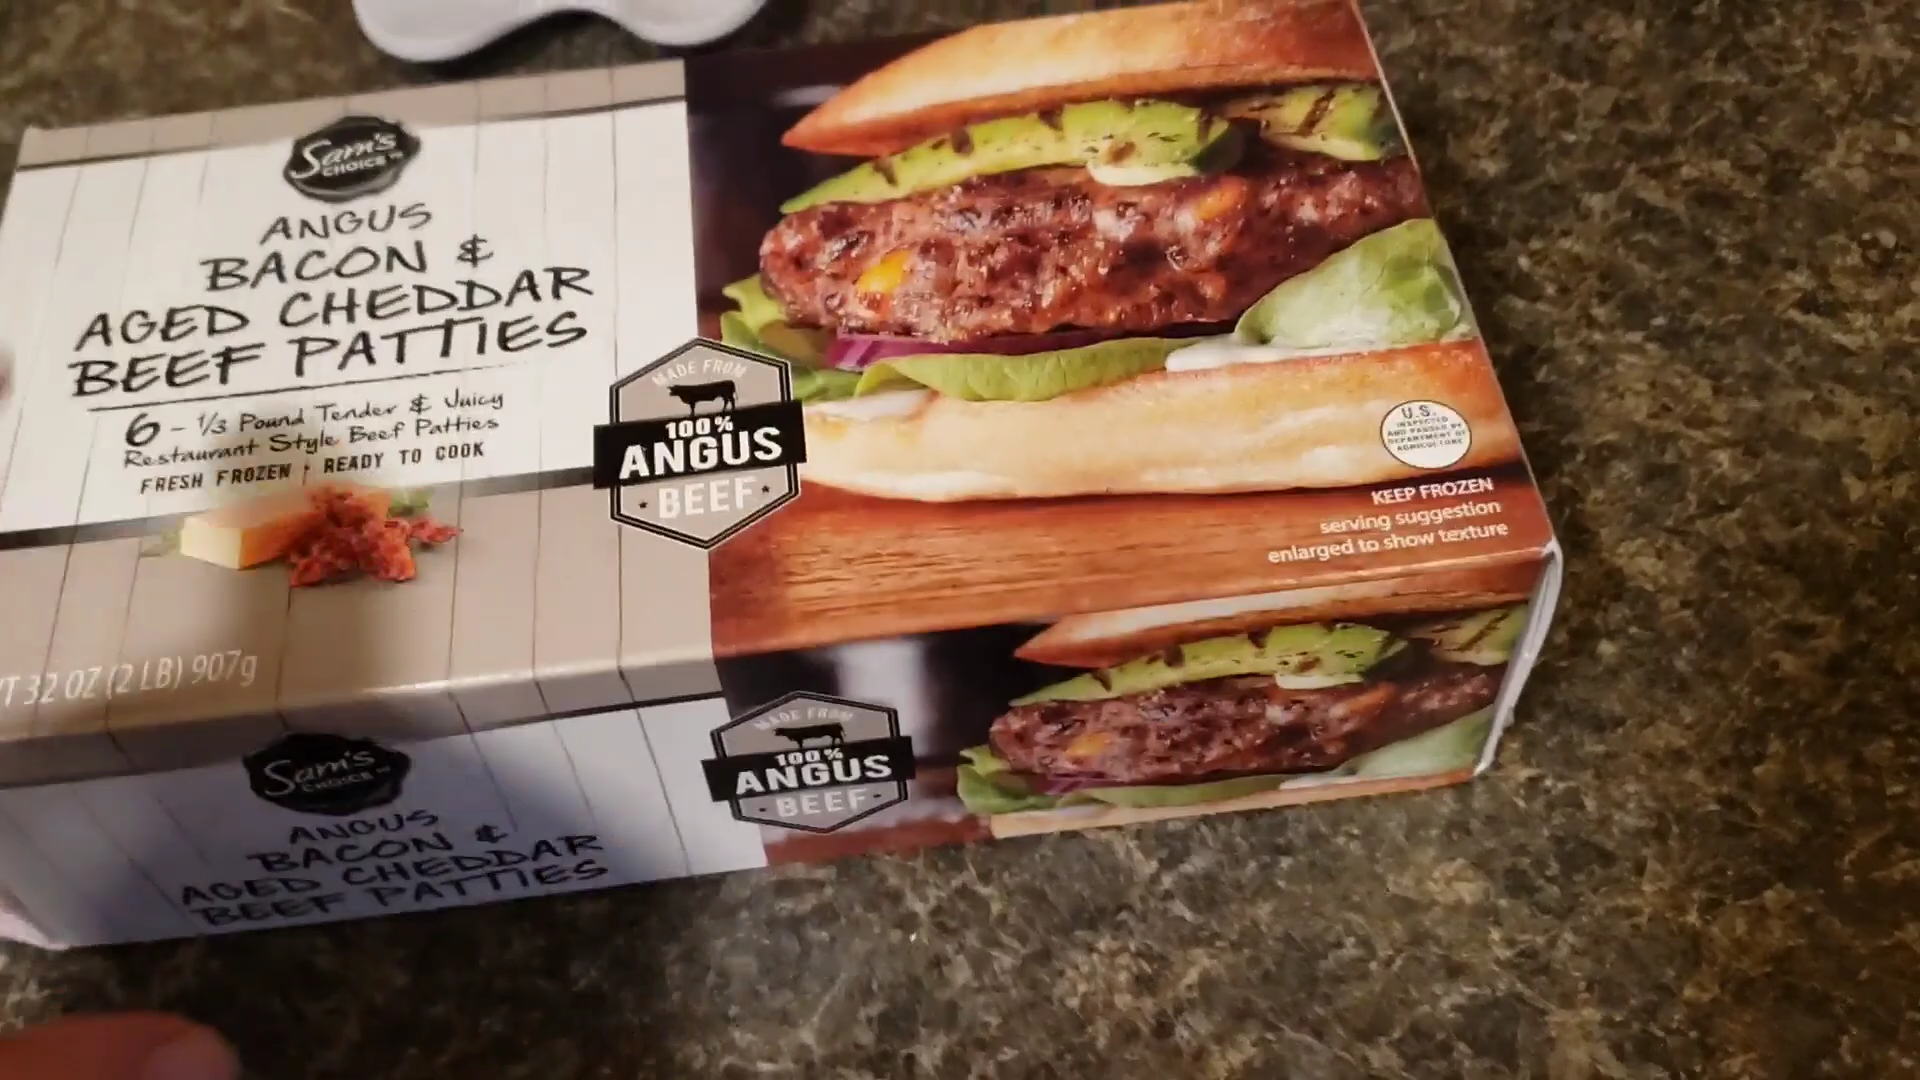 Sam's
CHOICE
ANGUS
BACON &
AGED CHEDDAR
BEEF PATTIES
6 - 1/3 Pound Tender & Juicy
Restaurant Style Beef Patties
FRESH FROZEN • READY TO COOK
MADE FROM
100%
ANGUS
BEEF
U.S.
INSPECTED
AND PASSED BY
DEPARTMENT OF
AGRICULTURE
KEEP FROZEN
serving suggestion
enlarged to show texture
T 32 OZ (2 LB) 907g
Sam's
CHOICE
ANGUS
BACON &
AGED CHEDDAR
BEEF PATTIES
MADE FROM
100%
ANGUS
BEEF